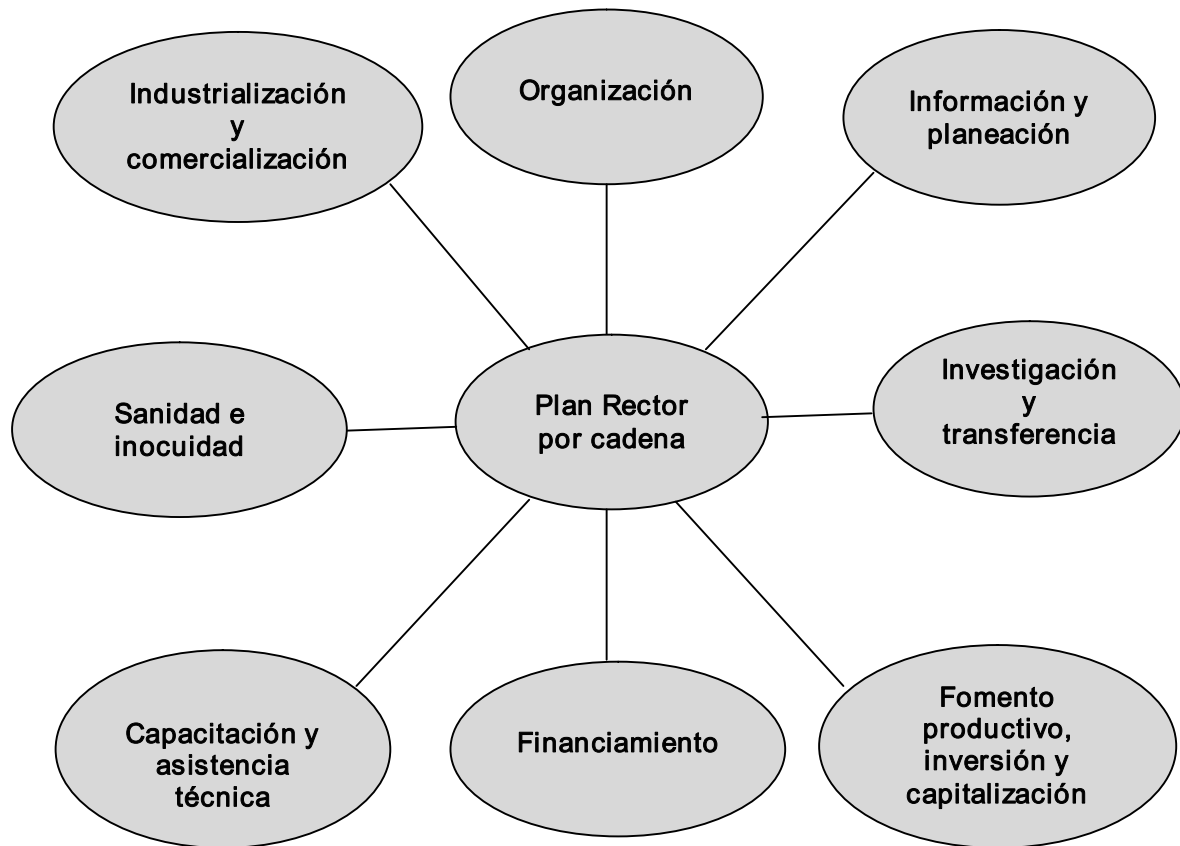 Industrialización
y
comercialización
Organización
Información y
planeación
Sanidad e
inocuidad
Plan Rector
por cadena
Investigación
y
transferencia
Capacitación y
asistencia
técnica
Financiamiento
Fomento
productivo,
inversión y
capitalización